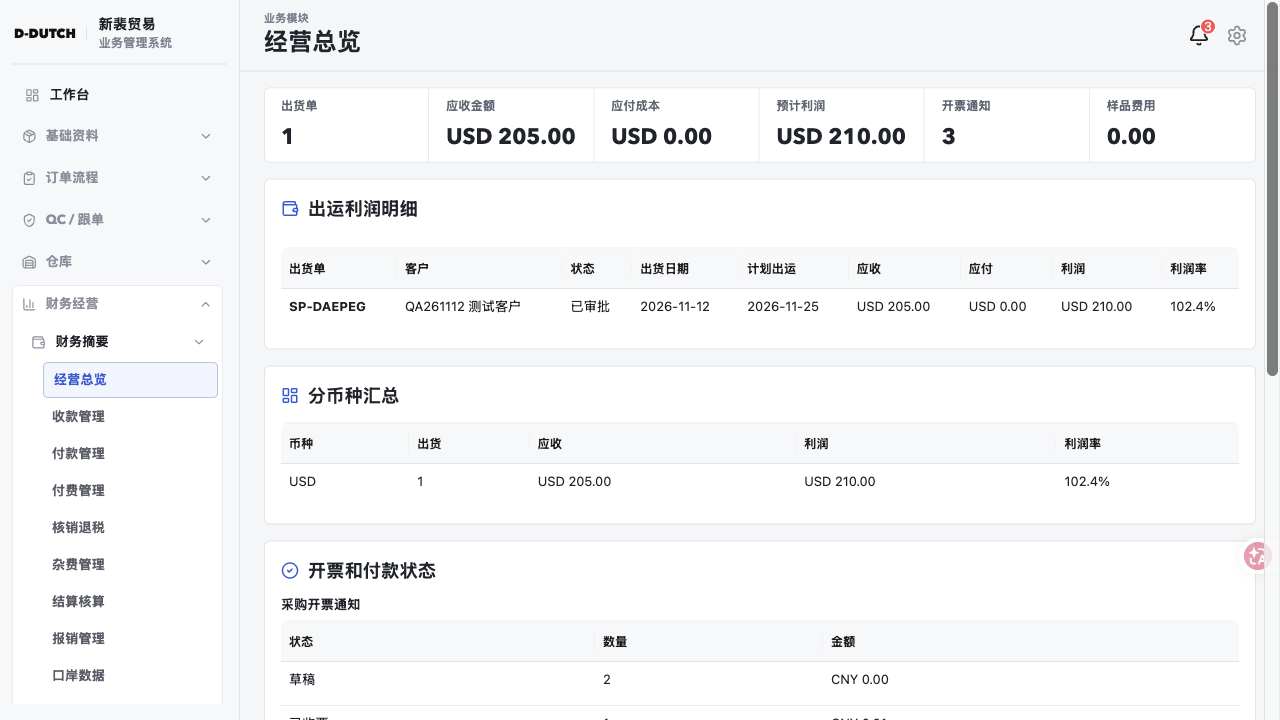 D-DUTCH
新裴贸易
业务管理系统
工作台
基础资料
订单流程
QC / 跟单
仓库
财务经营
财务摘要
经营总览
收款管理
付款管理
付费管理
核销退税
杂费管理
结算核算
报销管理
口岸数据
业务模块
经营总览
3
出货单
1
应收金额
USD 205.00
应付成本
USD 0.00
预计利润
USD 210.00
开票通知
3
样品费用
0.00
出运利润明细
出货单 客户 状态 出货日期 计划出运 应收 应付 利润 利润率
SP-DAEPEG QA261112 测试客户 已审批 2026-11-12 2026-11-25 USD 205.00 USD 0.00 USD 210.00 102.4%
分币种汇总
币种 出货 应收 利润 利润率
USD 1 USD 205.00 USD 210.00 102.4%
开票和付款状态
采购开票通知
状态 数量 金额
草稿 2 CNY 0.00